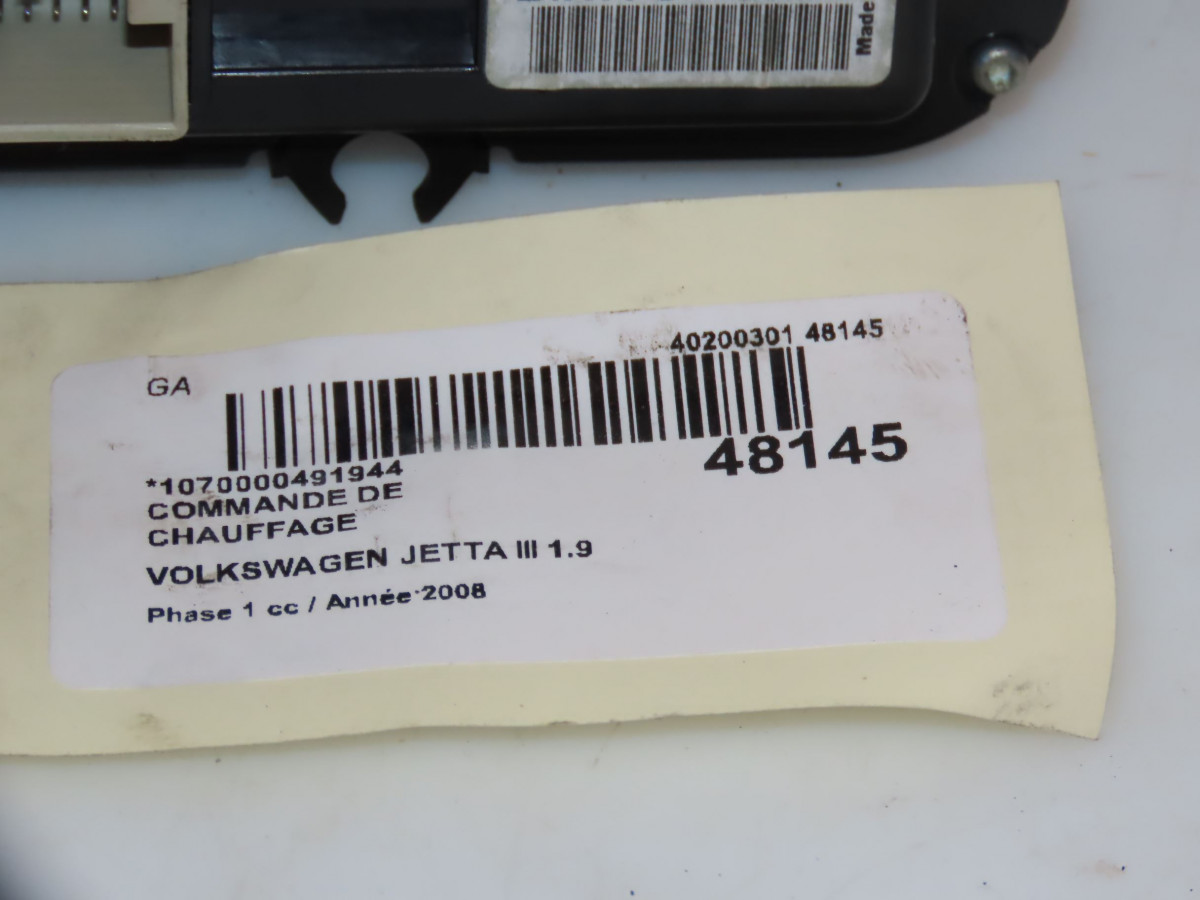 Made
40200301 48145
GA
48145
*1070000491944
COMMANDE DE
CHAUFFAGE
VOLKSWAGEN JETTA III 1.9
Phase 1 cc / Année 2008